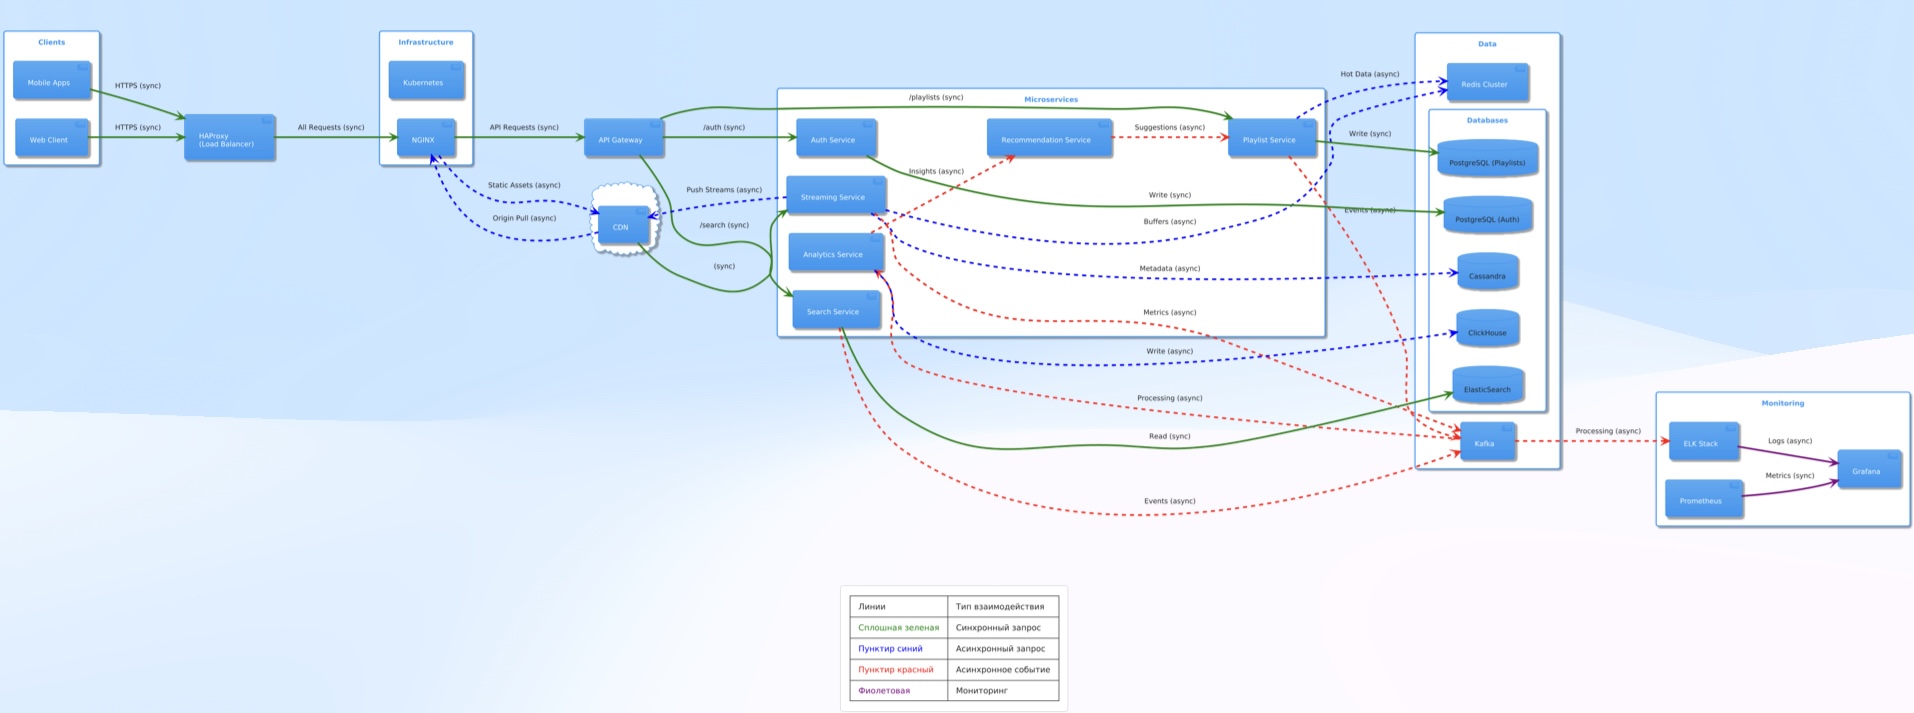 Clients
Mobile Apps
Web Client
HTTPS (sync)
HTTPS (sync)
HAProxy
(Load Balancer)
All Requests (sync)
Infrastructure
Kubernetes
NGINX
API Requests (sync)
Static Assets (async)
Origin Pull (async)
API Gateway
CDN
/playlists (sync)
/auth (sync)
Push Streams (async)
/search (sync)
(sync)
Microservices
Auth Service
Recommendation Service
Suggestions (async)
Playlist Service
Insights (async)
Streaming Service
Analytics Service
Search Service
Hot Data (async)
Write (sync)
Write (sync)
Events (async)
Buffers (async)
Metadata (async)
Metrics (async)
Write (async)
Processing (async)
Read (sync)
Events (async)
Data
Redis Cluster
Databases
PostgreSQL (Playlists)
PostgreSQL (Auth)
Cassandra
ClickHouse
ElasticSearch
Kafka
Processing (async)
Monitoring
ELK Stack
Logs (async)
Grafana
Metrics (sync)
Prometheus
Линии Тип взаимодействия
Сплошная зеленая Синхронный запрос
Пунктир синий Асинхронный запрос
Пунктир красный Асинхронное событие
Фиолетовая Мониторинг